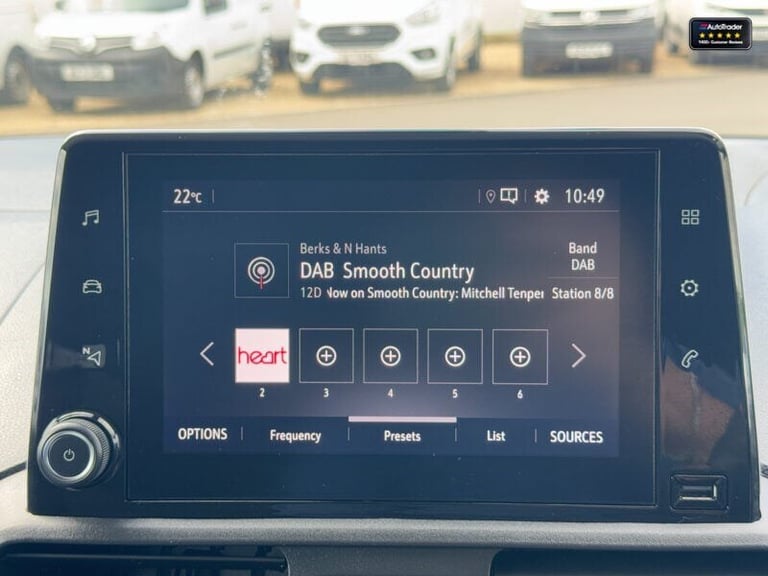 AutoTrader
22°C
10:49
Berks & N Hants
DAB Smooth Country
12D Now on Smooth Country: Mitchell Tenpe
Band
DAB
Station 8/8
heart
2 3 4 5 6
OPTIONS Frequency Presets List SOURCES
N